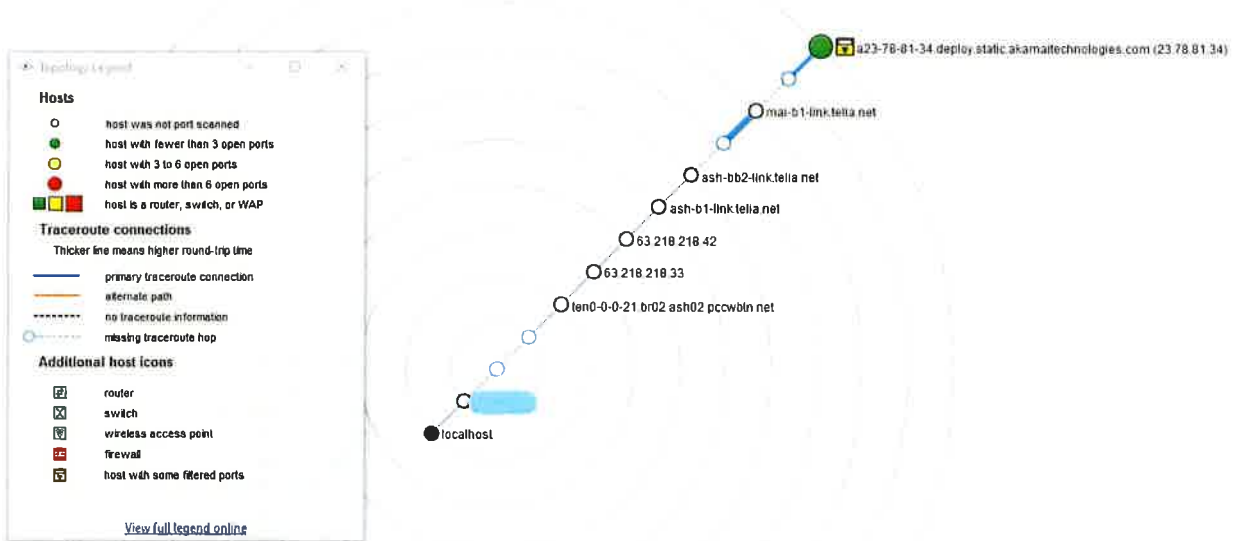 Topology Legend
Hosts
host was not port scanned
host with fewer than 3 open ports
host with 3 to 6 open ports
host with more than 6 open ports
host is a router, switch, or WAP
Traceroute connections
Thicker line means higher round-trip time
primary traceroute connection
alternate path
no traceroute information
missing traceroute hop
Additional host icons
router
switch
wireless access point
firewall
host with some filtered ports
View full legend online
a23-78-81-34.deploy.static.akamaitechnologies.com (23.78.81.34)
mai-b1-link.telia.net
ash-bb2-link.telia.net
ash-b1-link.telia.net
63.218.218.42
63.218.218.33
ten0-0-0-21.br02.ash02.pccwbtn.net
localhost